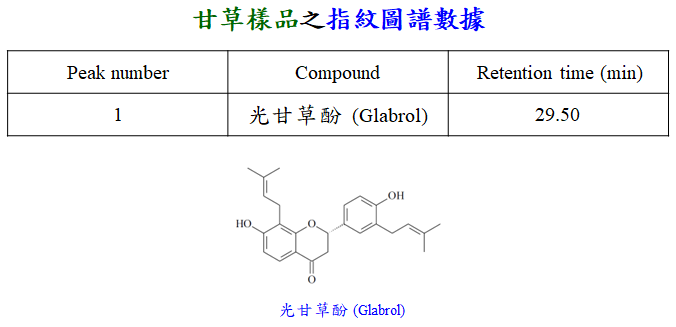 甘草樣品之指紋圖譜數據
Peak number Compound Retention time (min)
1 光甘草酚 (Glabrol) 29.50
OH
HO O
O
光甘草酚 (Glabrol)